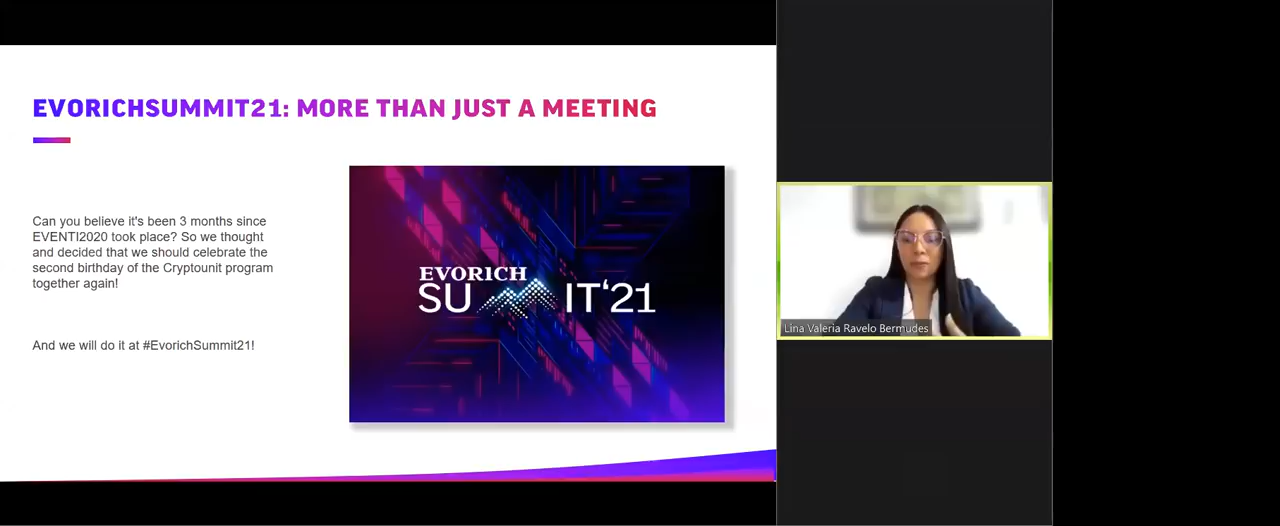 EVORICHSUMMIT21: MORE THAN JUST A MEETING
Can you believe it's been 3 months since
EVENTI2020 took place? So we thought
and decided that we should celebrate the
second birthday of the Cryptounit program
together again!
And we will do it at #EvorichSummit21!
EVORICH
SUMMIT‘21
Lina Valeria Ravelo Bermudes